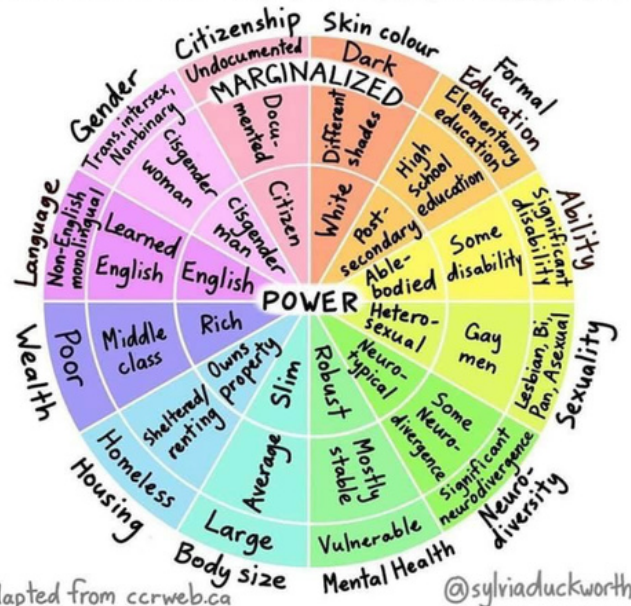 Citizenship
Undocumented
Docu-
mented
Citizen
Skin colour
Dark
Different
shades
White
Formal
Education
Elementary
education
High
school
education
Post-
secondary
Ability
Significant
disability
Some
disability
Able-
bodied
Sexuality
Lesbian, Bi,
Pan, Asexual
Gay
men
Hetero-
sexual
Neuro-
diversity
Significant
neurodivergence
Some
Neuro-
divergence
Neuro-
typical
Mental Health
Vulnerable
Mostly
stable
Robust
Body size
Large
Average
Slim
Housing
Homeless
Sheltered/
renting
Owns
property
Wealth
Poor
Middle
class
Rich
Language
Non-English
monolingual
Learned
English
English
Gender
Trans, intersex,
Non-binary
cisgender
woman
cisgender
man
MARGINALIZED
POWER
dapted from ccrweb.ca
@sylviaduckworth